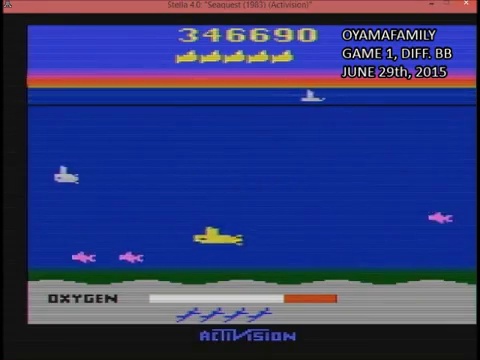 Stella 4.0: "Seaquest (1983) (Activision)"
346690
OYAMAFAMILY
GAME 1, DIFF. BB
JUNE 29th, 2015
OXYGEN
ACTIVISION